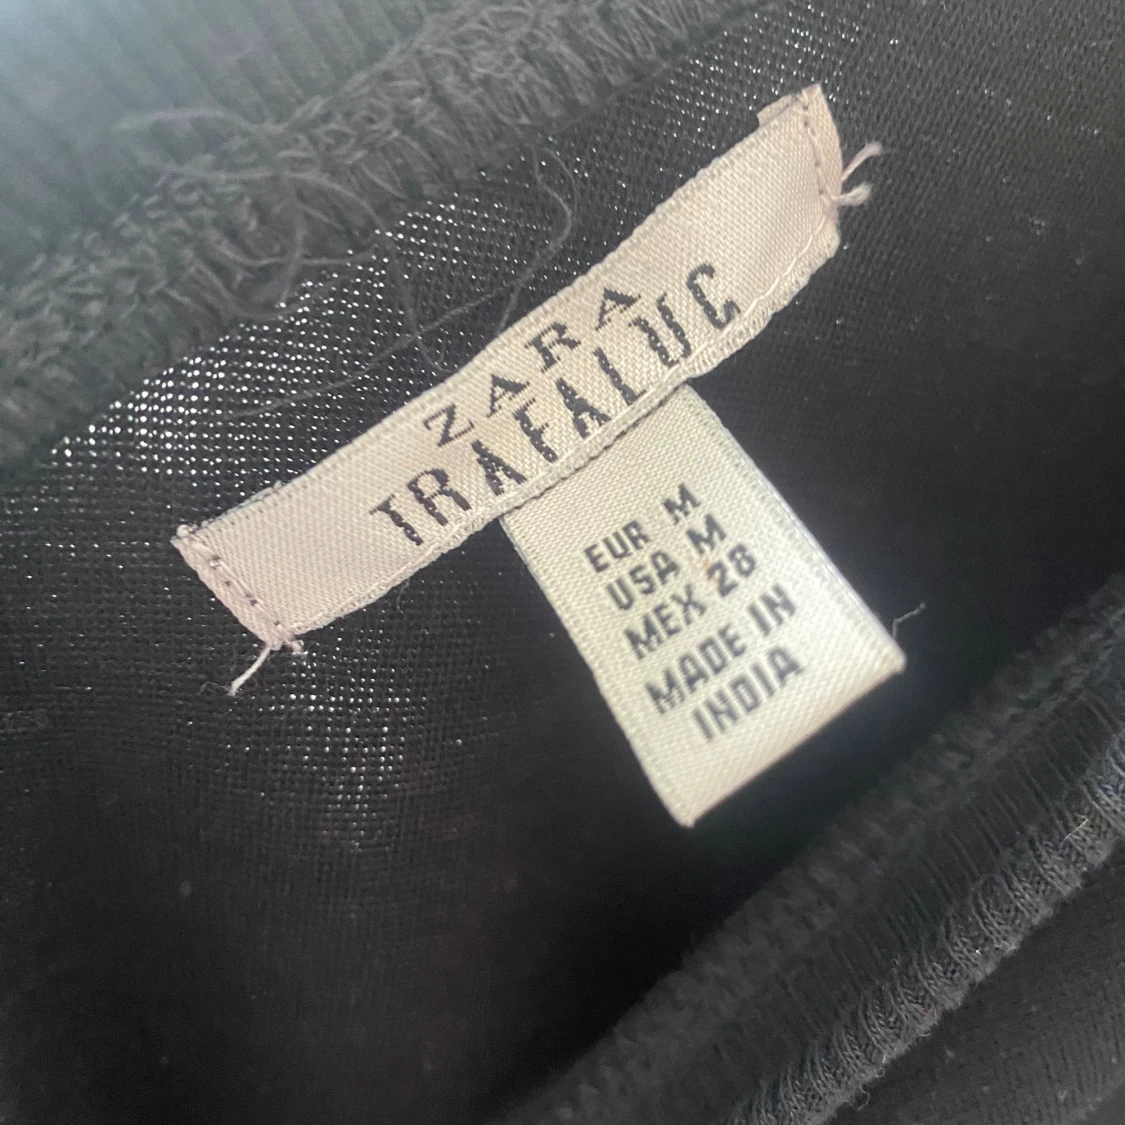 ZARA
TRAFALUC
EUR M
USA M
MEX 28
MADE IN
INDIA